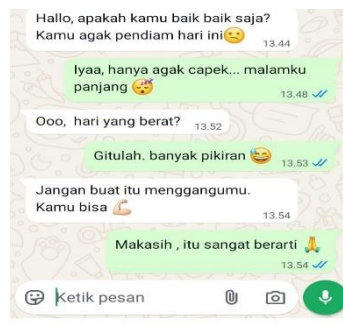 Hallo, apakah kamu baik baik saja?
Kamu agak pendiam hari ini😒
13.44
Iyaa, hanya agak capek... malamku
panjang 😴
13.48
Ooo, hari yang berat?
13.52
Gitulah. banyak pikiran 😅
13.53
Jangan buat itu menggangumu.
Kamu bisa 💪🏻
13.54
Makasih , itu sangat berarti 🙏
13.54
Ketik pesan